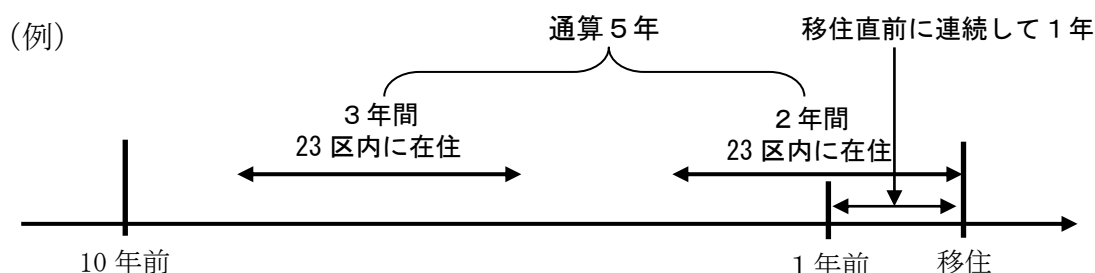 (例)
通算５年
移住直前に連続して１年
３年間
23 区内に在住
２年間
23 区内に在住
10 年前
１年前
移住